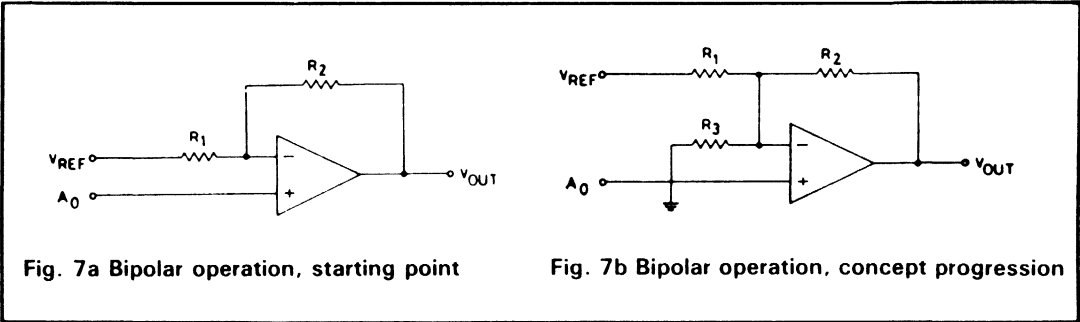 R2
R1
VREF
−
+
A0
VOUT
Fig. 7a Bipolar operation, starting point
R1
R2
VREF
R3
−
+
A0
VOUT
Fig. 7b Bipolar operation, concept progression